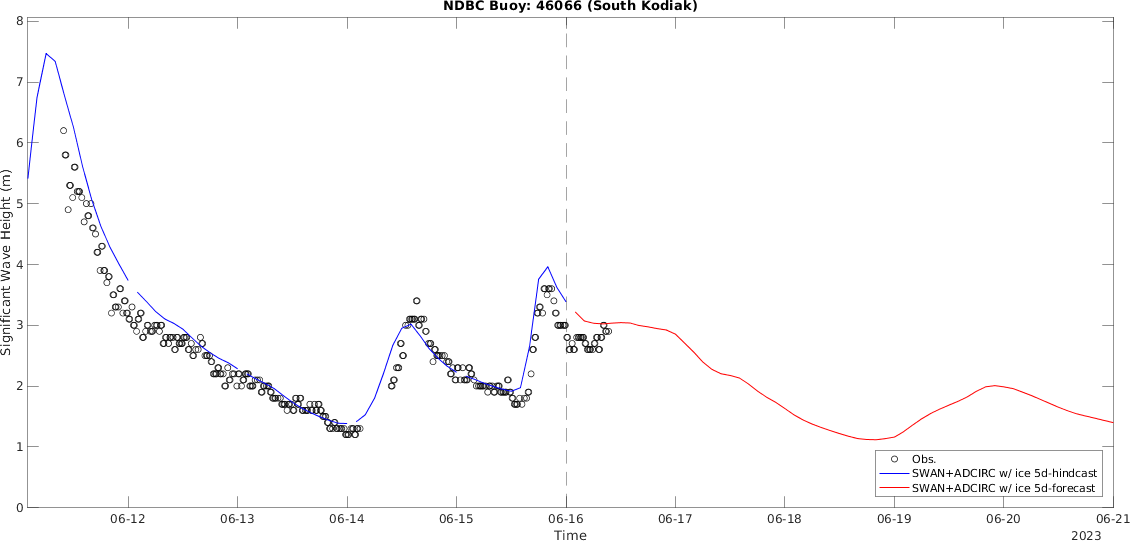 NDBC Buoy: 46066 (South Kodiak)
8
7
6
5
4
3
2
1
0
Significant Wave Height (m)
06-12 06-13 06-14 06-15 06-16 06-17 06-18 06-19 06-20 06-21
Time
2023
Obs.
SWAN+ADCIRC w/ ice 5d-hindcast
SWAN+ADCIRC w/ ice 5d-forecast